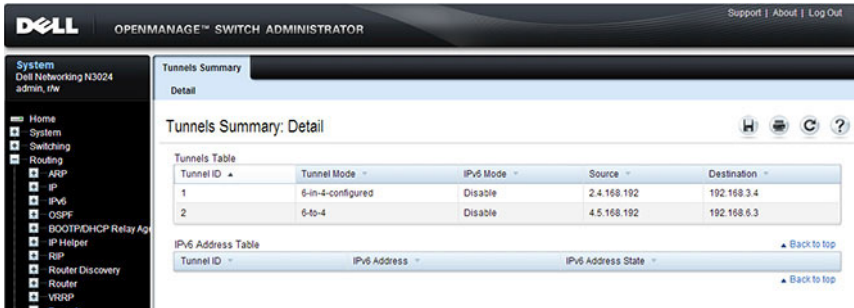 DELL OPENMANAGE™ SWITCH ADMINISTRATOR
Support | About | Log Out
System
Dell Networking N3024
admin, r/w
Home
System
Switching
Routing
ARP
IP
IPv6
OSPF
BOOTP/DHCP Relay Age
IP Helper
RIP
Router Discovery
Router
VRRP
Tunnels Summary
Detail
Tunnels Summary: Detail
Tunnels Table
Tunnel ID Tunnel Mode IPv6 Mode Source Destination
1 6-in-4-configured Disable 2.4.168.192 192.168.3.4
2 6-to-4 Disable 4.5.168.192 192.168.6.3
Back to top
IPv6 Address Table
Tunnel ID IPv6 Address IPv6 Address State
Back to top